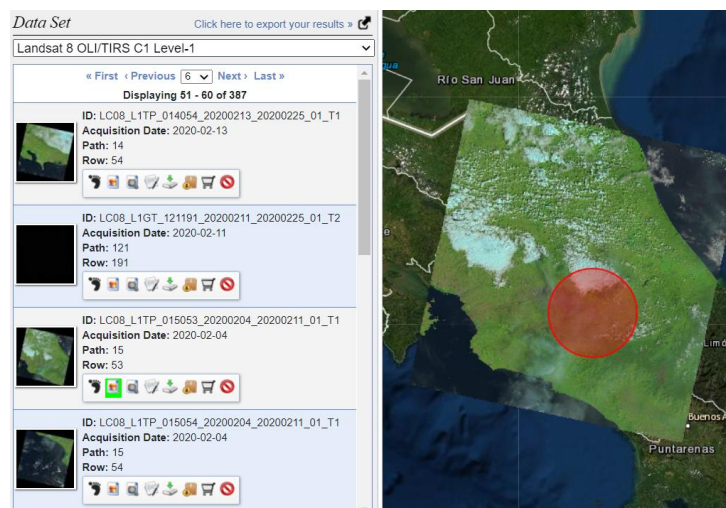 Data Set
Click here to export your results »
Landsat 8 OLI/TIRS C1 Level-1
« First ‹ Previous 6 Next › Last »
Displaying 51 - 60 of 387
ID: LC08_L1TP_014054_20200213_20200225_01_T1
Acquisition Date: 2020-02-13
Path: 14
Row: 54
ID: LC08_L1GT_121191_20200211_20200225_01_T2
Acquisition Date: 2020-02-11
Path: 121
Row: 191
ID: LC08_L1TP_015053_20200204_20200211_01_T1
Acquisition Date: 2020-02-04
Path: 15
Row: 53
ID: LC08_L1TP_015054_20200204_20200211_01_T1
Acquisition Date: 2020-02-04
Path: 15
Row: 54
Río San Juan
Limó
Buenos A
Puntarenas